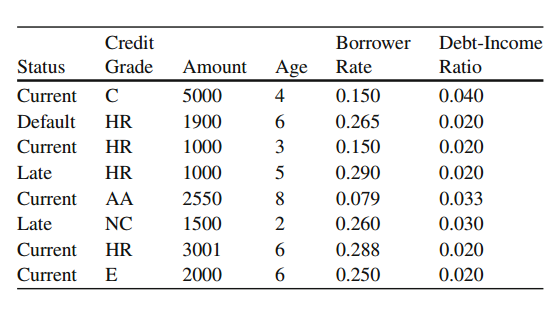 Credit Borrower Debt-Income
Status Grade Amount Age Rate Ratio
Current C 5000 4 0.150 0.040
Default HR 1900 6 0.265 0.020
Current HR 1000 3 0.150 0.020
Late HR 1000 5 0.290 0.020
Current AA 2550 8 0.079 0.033
Late NC 1500 2 0.260 0.030
Current HR 3001 6 0.288 0.020
Current E 2000 6 0.250 0.020